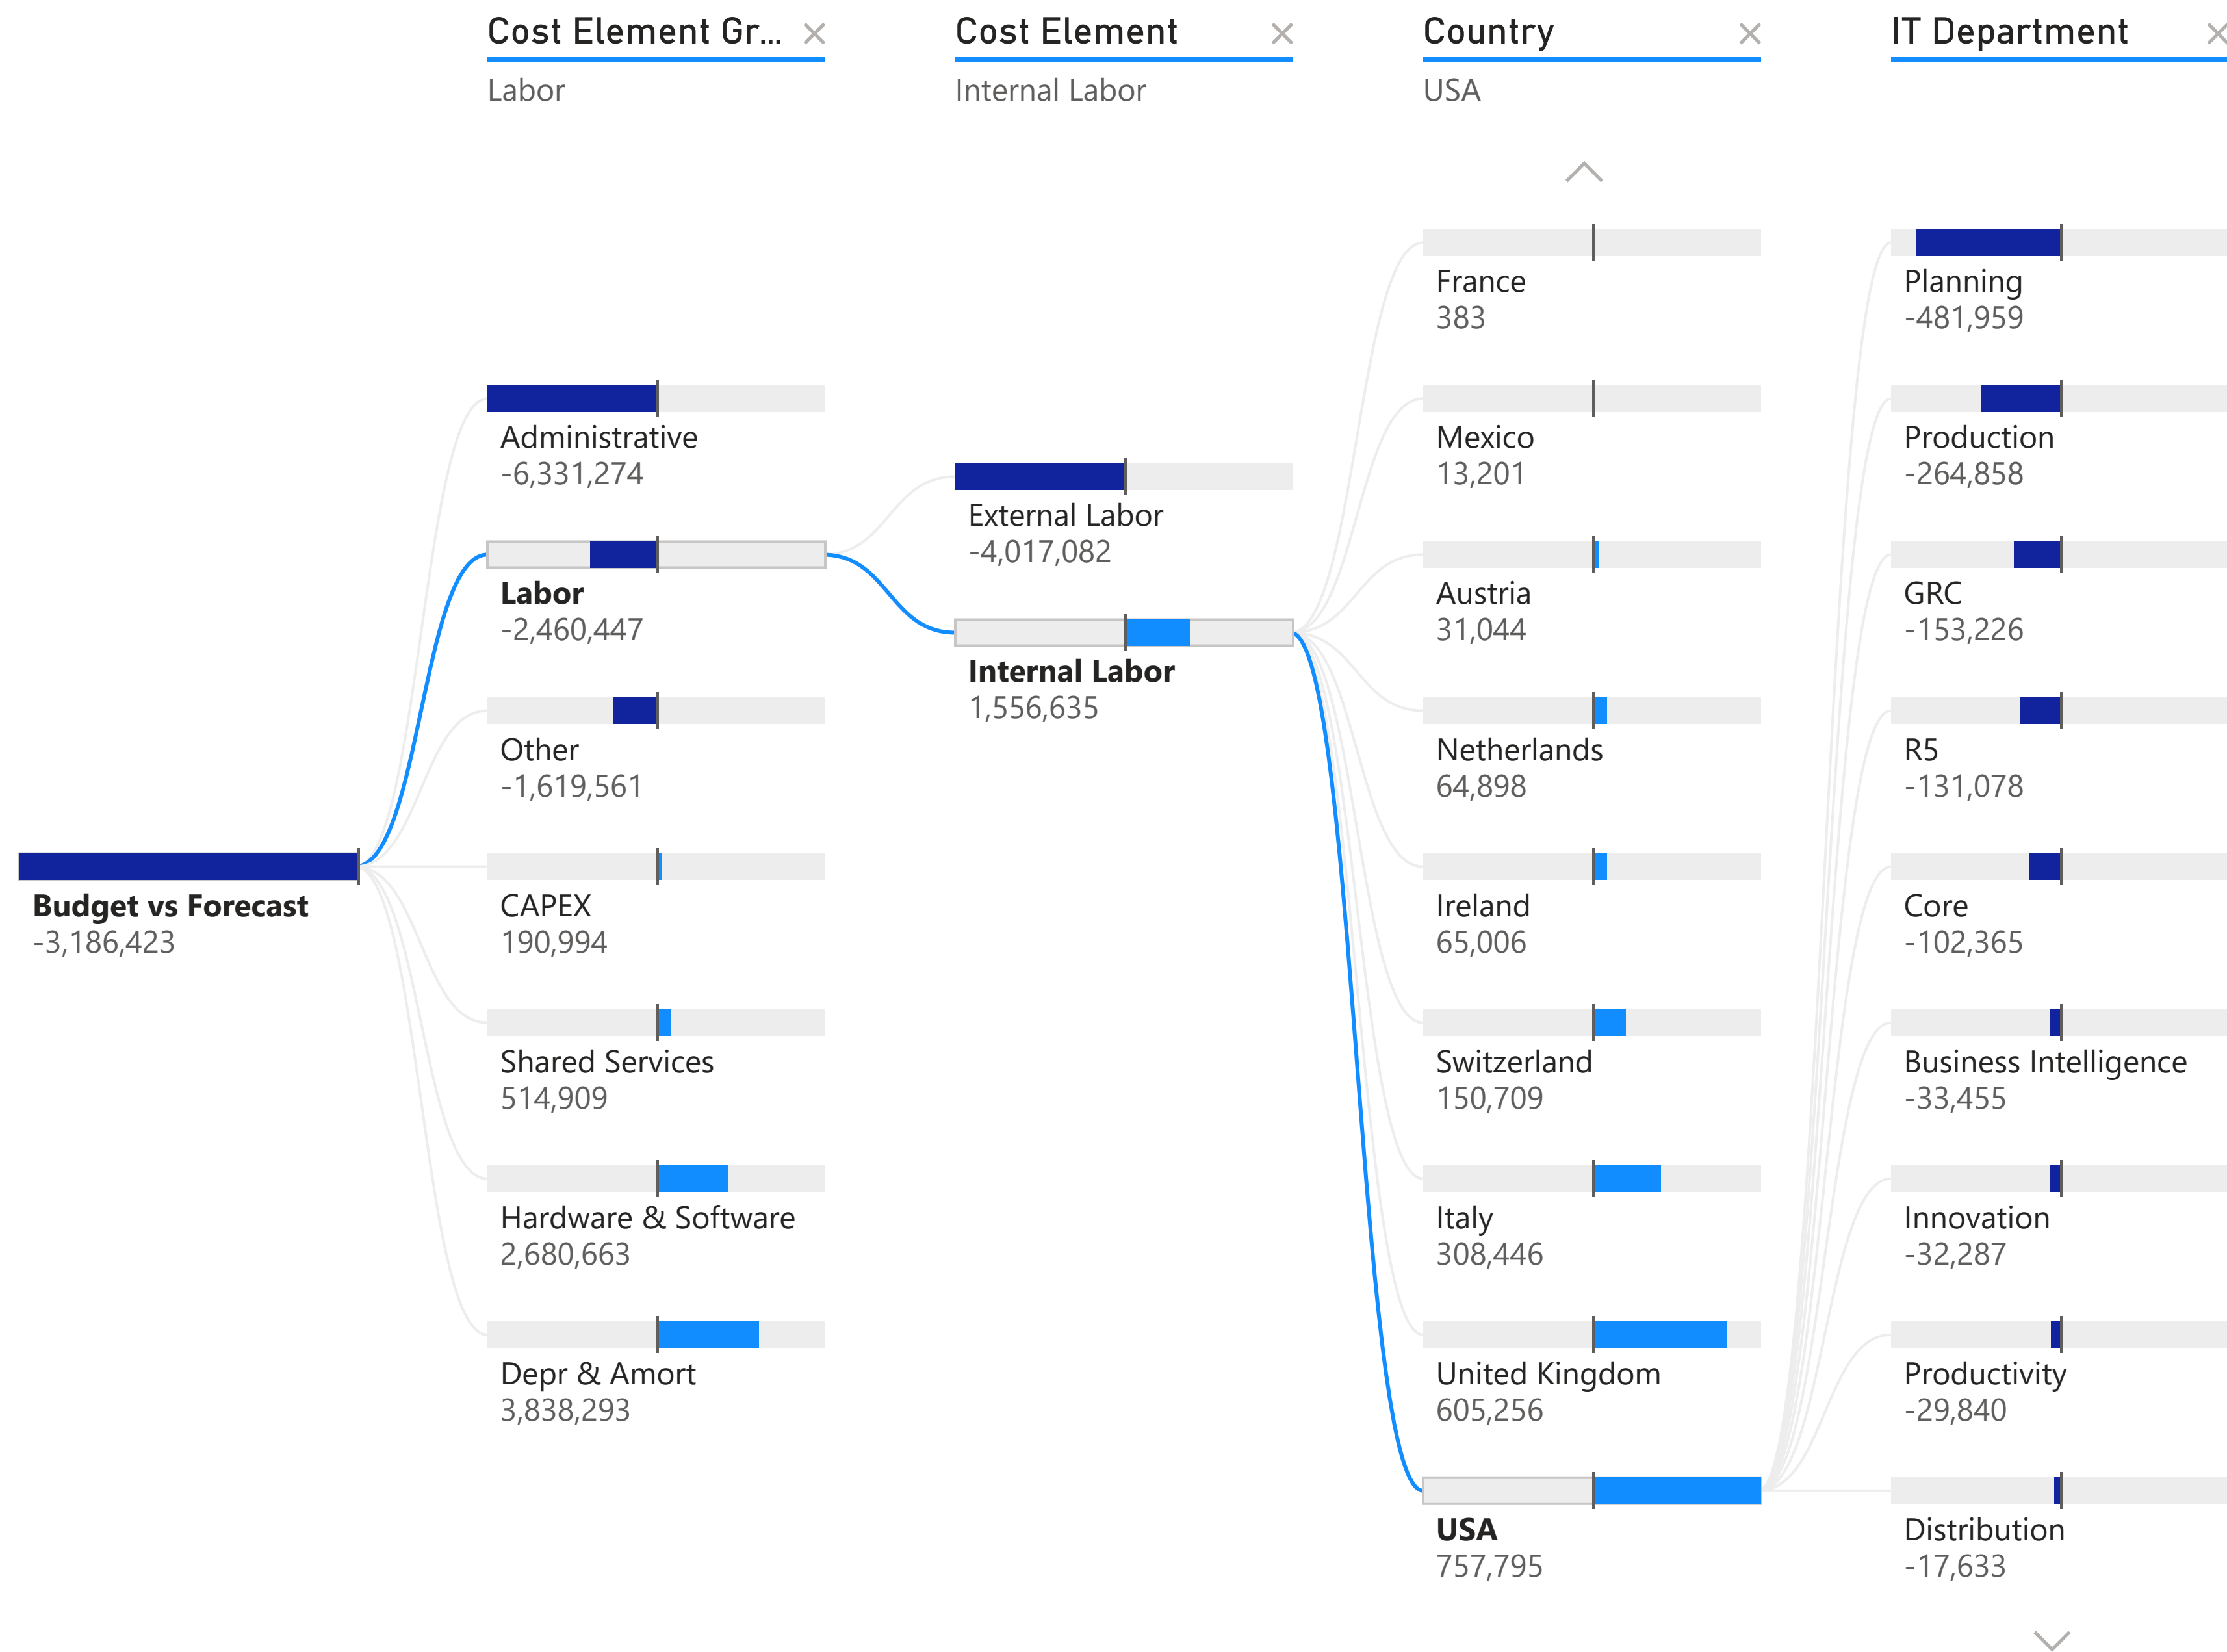 Cost Element Gr...
Labor
Cost Element
Internal Labor
Country
USA
IT Department
Budget vs Forecast
-3,186,423
Administrative
-6,331,274
Labor
-2,460,447
Other
-1,619,561
CAPEX
190,994
Shared Services
514,909
Hardware & Software
2,680,663
Depr & Amort
3,838,293
External Labor
-4,017,082
Internal Labor
1,556,635
France
383
Mexico
13,201
Austria
31,044
Netherlands
64,898
Ireland
65,006
Switzerland
150,709
Italy
308,446
United Kingdom
605,256
USA
757,795
Planning
-481,959
Production
-264,858
GRC
-153,226
R5
-131,078
Core
-102,365
Business Intelligence
-33,455
Innovation
-32,287
Productivity
-29,840
Distribution
-17,633